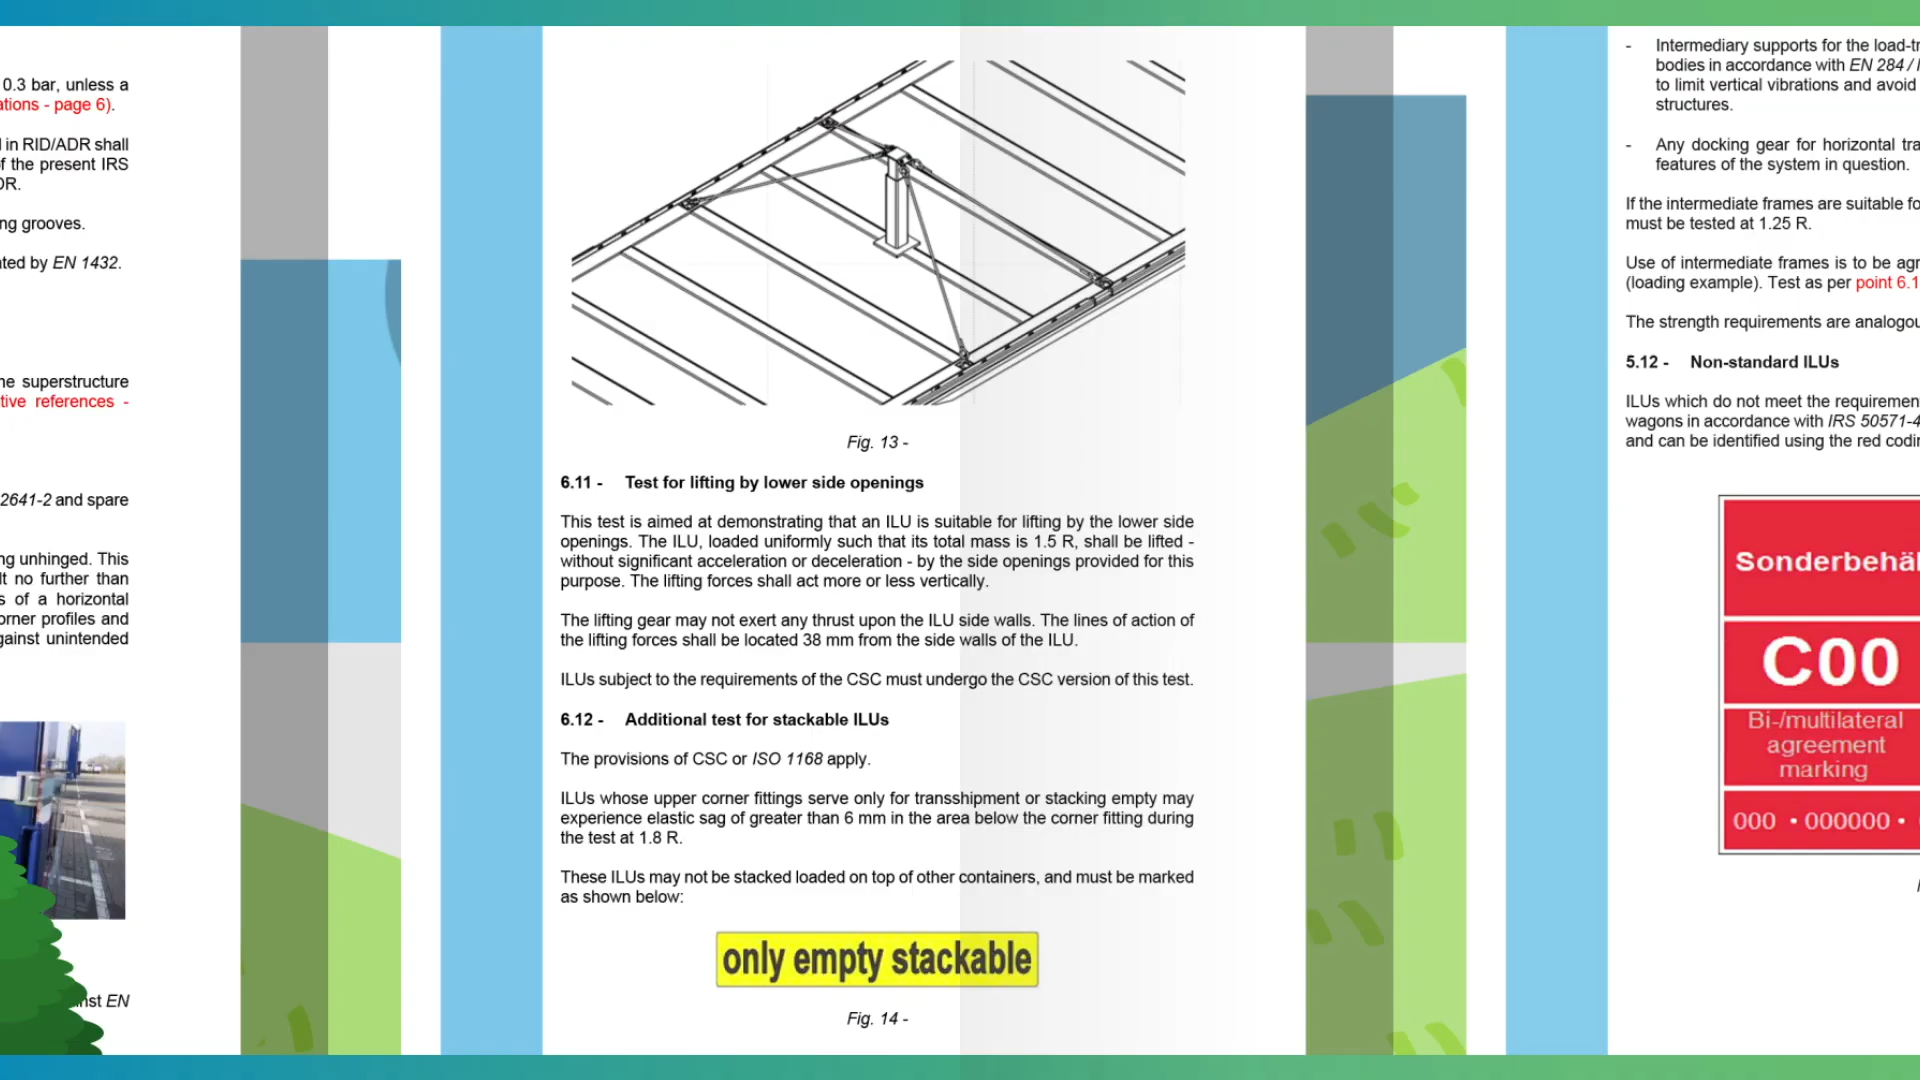 0.3 bar, unless a
ations - page 6).
in RID/ADR shall
of the present IRS
ng grooves.
ated by EN 1432.
superstructure
tive references -
2641-2 and spare
ng unhinged. This
lt no further than
s of a horizontal
orner profiles and
gainst unintended
EN
Fig. 13 -
6.11 - Test for lifting by lower side openings
This test is aimed at demonstrating that an ILU is suitable for lifting by the lower side
openings. The ILU, loaded uniformly such that its total mass is 1.5 R, shall be lifted -
without significant acceleration or deceleration - by the side openings provided for this
purpose. The lifting forces shall act more or less vertically.
The lifting gear may not exert any thrust upon the ILU side walls. The lines of action of
the lifting forces shall be located 38 mm from the side walls of the ILU.
ILUs subject to the requirements of the CSC must undergo the CSC version of this test.
6.12 - Additional test for stackable ILUs
The provisions of CSC or ISO 1168 apply.
ILUs whose upper corner fittings serve only for transshipment or stacking empty may
experience elastic sag of greater than 6 mm in the area below the corner fitting during
the test at 1.8 R.
These ILUs may not be stacked loaded on top of other containers, and must be marked
as shown below:
only empty stackable
Fig. 14 -
- Intermediary supports for the load-tr
bodies in accordance with EN 284 /
to limit vertical vibrations and avoid
structures.
- Any docking gear for horizontal tra
features of the system in question.
If the intermediate frames are suitable fo
must be tested at 1.25 R.
Use of intermediate frames is to be agr
(loading example). Test as per point 6.1
The strength requirements are analogou
5.12 - Non-standard ILUs
ILUs which do not meet the requiremen
wagons in accordance with IRS 50571-4
and can be identified using the red codin
Sonderbehäl
C00
Bi-/multilateral
agreement
marking
000 • 000000 •